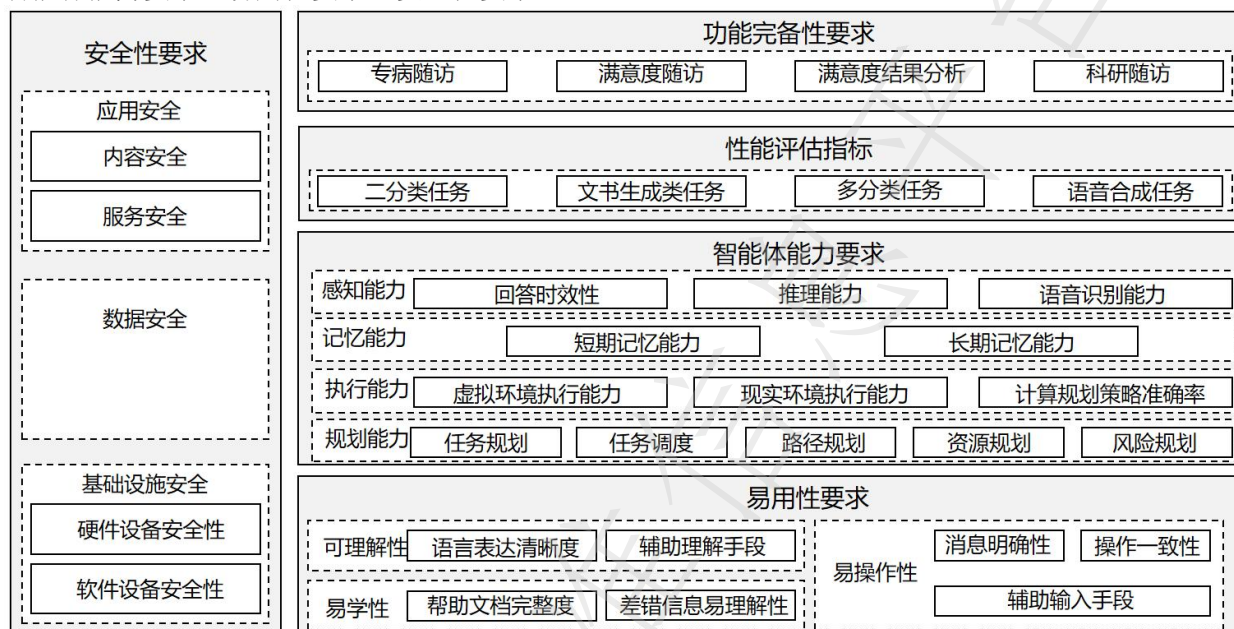 安全性要求
应用安全
内容安全
服务安全
数据安全
基础设施安全
硬件设备安全性
软件设备安全性
功能完备性要求
专病随访 满意度随访 满意度结果分析 科研随访
性能评估指标
二分类任务 文书生成类任务 多分类任务 语音合成任务
智能体能力要求
感知能力 回答时效性 推理能力 语音识别能力
记忆能力 短期记忆能力 长期记忆能力
执行能力 虚拟环境执行能力 现实环境执行能力 计算规划策略准确率
规划能力 任务规划 任务调度 路径规划 资源规划 风险规划
易用性要求
可理解性 语言表达清晰度 辅助理解手段
易学性 帮助文档完整度 差错信息易理解性
易操作性 消息明确性 操作一致性
辅助输入手段